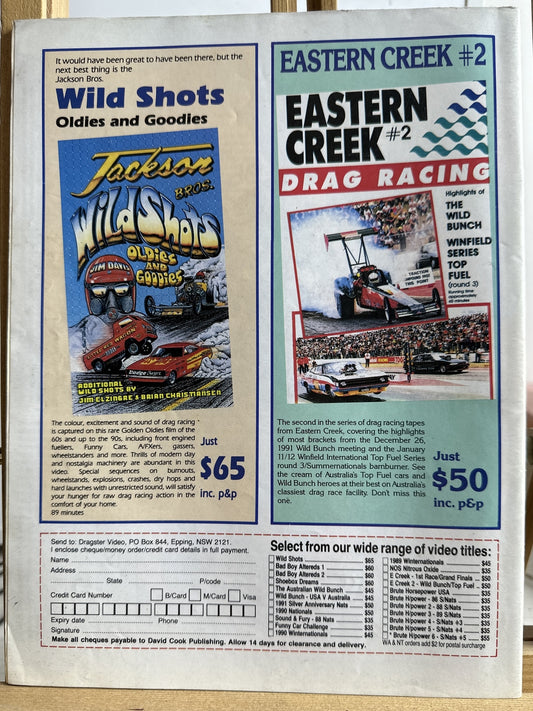 It would have been great to have been there, but the
next best thing is the
Jackson Bros.
Wild Shots
Oldies and Goodies
Jackson
BROS.
Wild Shots
OLDIES
AND
GOODIES
JIM DAVIS
Dodge
ADDITIONAL
WILD SHOTS BY
JIM ELZINGRE & BRIAN CHRISTIANSEN
The colour, excitement and sound of drag racing
is captured on this rare Golden Oldies film of the
60s and up to the 90s, including front engined
fuellers, Funny Cars, A/FXers, gassers,
wheelstanders and more. Thrills of modern day
and nostalgia machinery are abundant in this
video. Special sequences on burnouts,
wheelstands, explosions, crashes, dry hops and
hard launches with unrestricted sound, will satisfy
your hunger for raw drag racing action in the
comfort of your home.
89 minutes
Just
$65
inc. p&p
EASTERN CREEK #2
EASTERN
CREEK #2
DRAG RACING
Highlights of
THE
WILD
BUNCH
WINFIELD
SERIES
TOP
FUEL
(round 3)
Running time
approximately
The second in the series of drag racing tapes
from Eastern Creek, covering the highlights
of most brackets from the December 26,
1991 Wild Bunch meeting and the January
11/12 Winfield International Top Fuel Series
round 3/Summernationals barnburner. See
the cream of Australia's Top Fuel cars and
Wild Bunch heroes at their best on Australia's
classiest drag race facility. Don't miss this
one.
Just
$50
inc. p&p
Send to: Dragster Video, PO Box 844, Epping, NSW 2121.
I enclose cheque/money order/credit card details in full payment.
Name
Address
State P/code
Credit Card Number B/Card M/Card Visa
Expiry date Phone
Signature
Make all cheques payable to David Cook Publishing. Allow 14 days for clearance and delivery.
Select from our wide range of video titles:
Wild Shots $65
Bad Boy Altereds 1 $40
Bad Boy Altereds 2 $60
Shoebox Dreams $60
The Australian Wild Bunch $45
Wild Bunch - USA V Australia $45
1991 Silver Anniversary Nats $50
1990 Nationals $50
Sound & Fury - 88 Nats $35
Funny Car Challenge $35
1990 Winternationals $45
1989 Winternationals $45
NOS Nitrous Oxide $35
E Creek - 1st Race/Grand Finals $50
E Creek 2 - Wild Bunch/Top Fuel $50
Brute Horsepower USA $35
Brute H/power - 86 S/Nats $35
Brute H/power 2 - 88 S/Nats $35
Brute H/power 3 - 86 S/Nats $35
Brute H/power 4 - S/Nats +3 $35
Brute H/power 5 - S/Nats +4 $35
* Brute H/power 6 - S/Nats +5 $55
WA & NT orders add $2 for postal surcharge